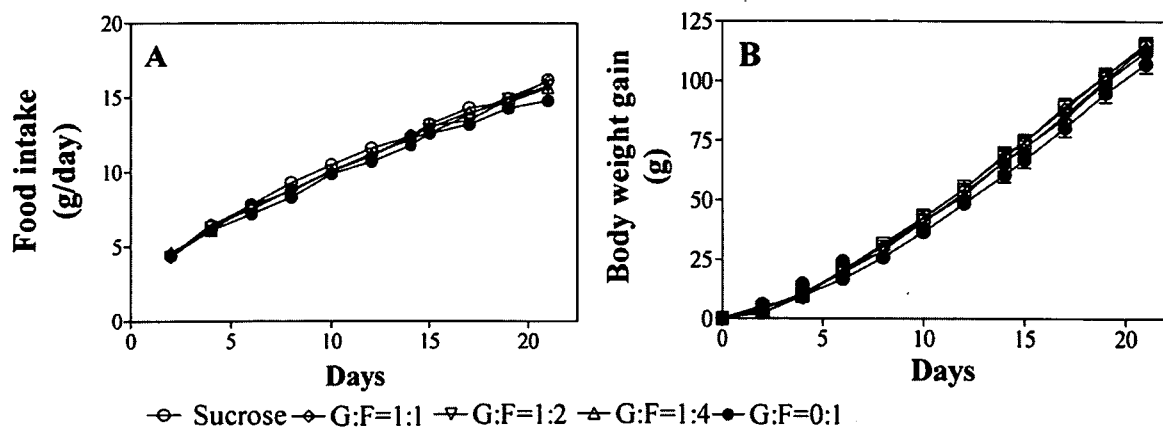 A
Food intake
(g/day)
20
15
10
5
0
0 5 10 15 20
Days
B
Body weight gain
(g)
125
100
75
50
25
0
0 5 10 15 20
Days
Sucrose G:F=1:1 G:F=1:2 G:F=1:4 G:F=0:1